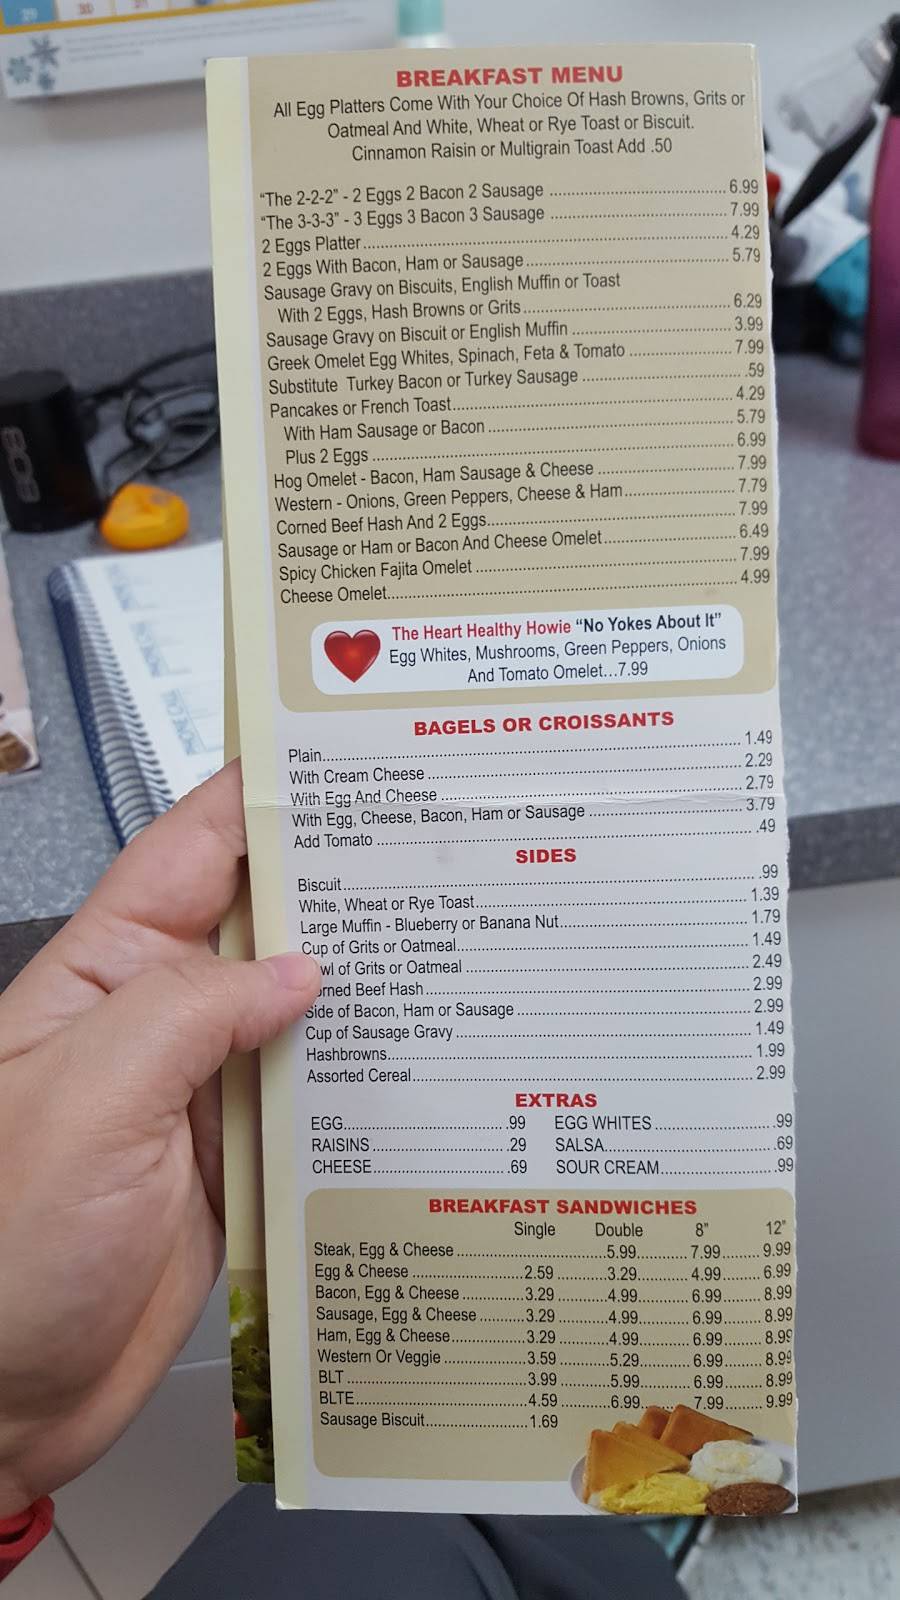 29 30 31
BOSE
BREAKFAST MENU
All Egg Platters Come With Your Choice Of Hash Browns, Grits or
Oatmeal And White, Wheat or Rye Toast or Biscuit.
Cinnamon Raisin or Multigrain Toast Add .50
“The 2-2-2” - 2 Eggs 2 Bacon 2 Sausage ... 6.99
“The 3-3-3” - 3 Eggs 3 Bacon 3 Sausage ... 7.99
2 Eggs Platter ... 4.29
2 Eggs With Bacon, Ham or Sausage ... 5.79
Sausage Gravy on Biscuits, English Muffin or Toast
With 2 Eggs, Hash Browns or Grits ... 6.29
Sausage Gravy on Biscuit or English Muffin ... 3.99
Greek Omelet Egg Whites, Spinach, Feta & Tomato ... 7.99
Substitute Turkey Bacon or Turkey Sausage ... .59
Pancakes or French Toast ... 4.29
With Ham Sausage or Bacon ... 5.79
Plus 2 Eggs ... 6.99
Hog Omelet - Bacon, Ham Sausage & Cheese ... 7.99
Western - Onions, Green Peppers, Cheese & Ham ... 7.79
Corned Beef Hash And 2 Eggs ... 7.99
Sausage or Ham or Bacon And Cheese Omelet ... 6.49
Spicy Chicken Fajita Omelet ... 7.99
Cheese Omelet ... 4.99
The Heart Healthy Howie “No Yokes About It”
Egg Whites, Mushrooms, Green Peppers, Onions
And Tomato Omelet...7.99
BAGELS OR CROISSANTS
Plain ... 1.49
With Cream Cheese ... 2.29
With Egg And Cheese ... 2.79
With Egg, Cheese, Bacon, Ham or Sausage ... 3.79
Add Tomato ... .49
SIDES
Biscuit ... .99
White, Wheat or Rye Toast ... 1.39
Large Muffin - Blueberry or Banana Nut ... 1.79
Cup of Grits or Oatmeal ... 1.49
wl of Grits or Oatmeal ... 2.49
orned Beef Hash ... 2.99
Side of Bacon, Ham or Sausage ... 2.99
Cup of Sausage Gravy ... 1.49
Hashbrowns ... 1.99
Assorted Cereal ... 2.99
EXTRAS
EGG ... .99 EGG WHITES ... .99
RAISINS ... .29 SALSA ... .69
CHEESE ... .69 SOUR CREAM ... .99
BREAKFAST SANDWICHES
Single Double 8" 12"
Steak, Egg & Cheese ... 5.99 ... 7.99 ... 9.99
Egg & Cheese ... 2.59 ... 3.29 ... 4.99 ... 6.99
Bacon, Egg & Cheese ... 3.29 ... 4.99 ... 6.99 ... 8.99
Sausage, Egg & Cheese ... 3.29 ... 4.99 ... 6.99 ... 8.99
Ham, Egg & Cheese ... 3.29 ... 4.99 ... 6.99 ... 8.99
Western Or Veggie ... 3.59 ... 5.29 ... 6.99 ... 8.99
BLT ... 3.99 ... 5.99 ... 6.99 ... 8.99
BLTE ... 4.59 ... 6.99 ... 7.99 ... 9.99
Sausage Biscuit ... 1.69